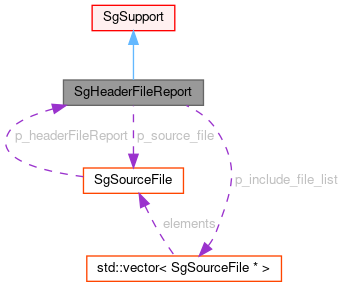 SgSupport
SgHeaderFileReport
p_headerFileReport
p_source_file
SgSourceFile
p_include_file_list
elements
std::vector< SgSourceFile * >